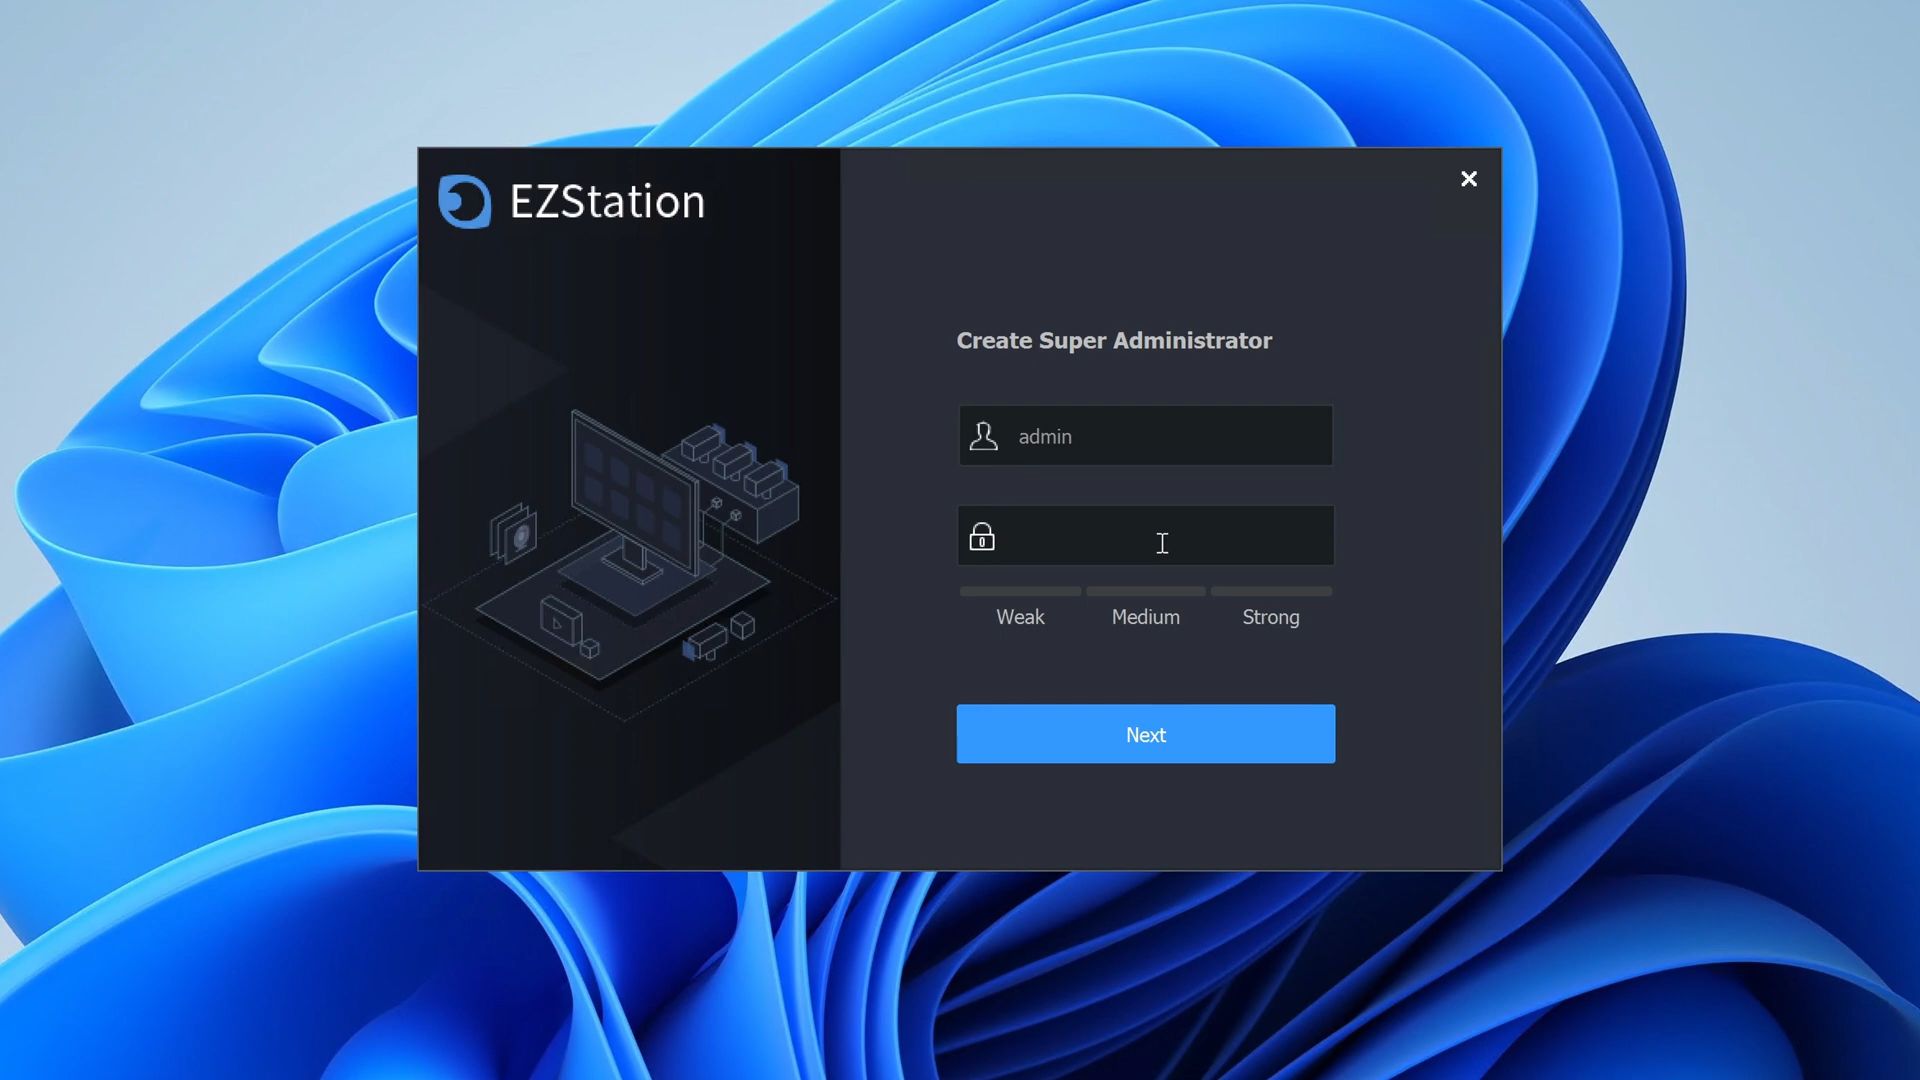 EZStation
Create Super Administrator
admin
Weak Medium Strong
Next